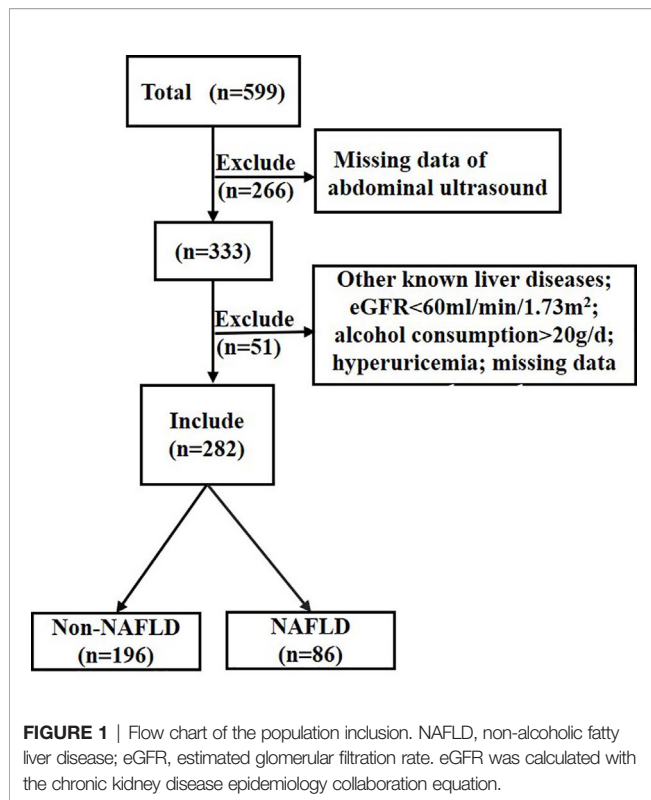 Total (n=599)
Exclude
(n=266)
Missing data of
abdominal ultrasound
(n=333)
Exclude
(n=51)
Other known liver diseases;
eGFR<60ml/min/1.73m²;
alcohol consumption>20g/d;
hyperuricemia; missing data
Include
(n=282)
Non-NAFLD
(n=196)
NAFLD
(n=86)
FIGURE 1 | Flow chart of the population inclusion. NAFLD, non-alcoholic fatty
liver disease; eGFR, estimated glomerular filtration rate. eGFR was calculated with
the chronic kidney disease epidemiology collaboration equation.